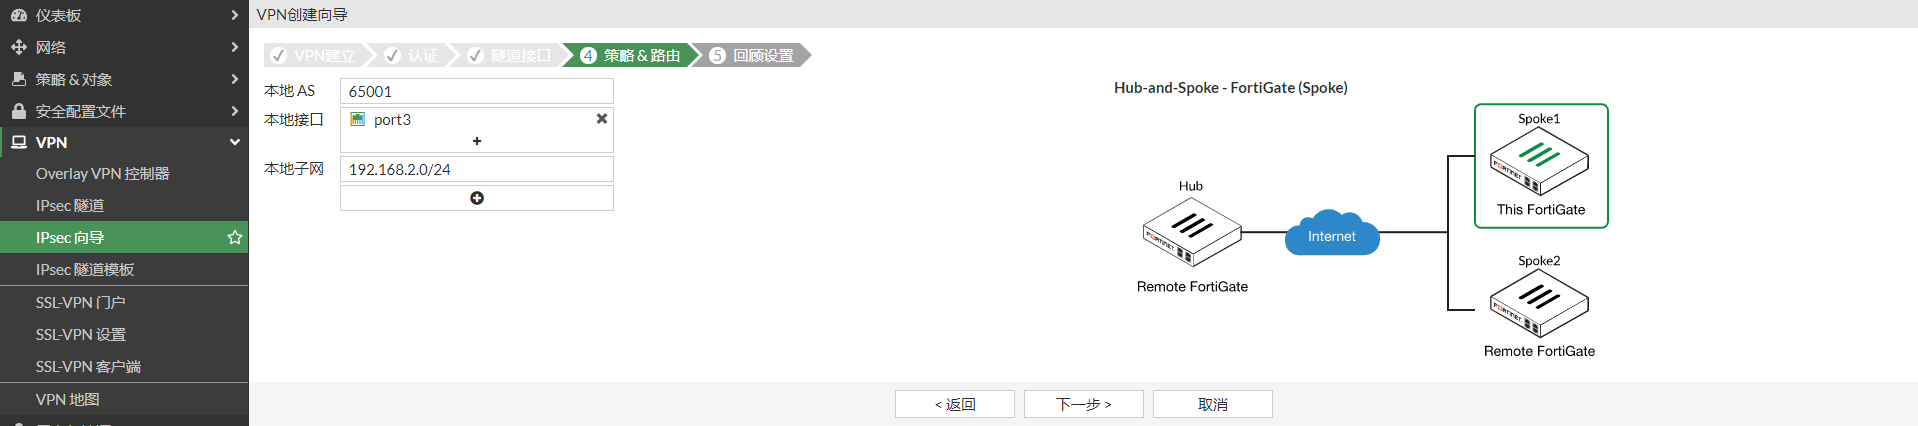 仪表板
网络
策略 & 对象
安全配置文件
VPN
Overlay VPN 控制器
IPsec 隧道
IPsec 向导
IPsec 隧道模板
SSL-VPN 门户
SSL-VPN 设置
SSL-VPN 客户端
VPN 地图
VPN创建向导
VPN建立 认证 隧道接口 4 策略 & 路由 5 回顾设置
本地 AS 65001
本地接口 port3
本地子网 192.168.2.0/24
Hub-and-Spoke - FortiGate (Spoke)
Spoke1
FORTINET
This FortiGate
Hub
FORTINET
Remote FortiGate
Internet
Spoke2
FORTINET
Remote FortiGate
< 返回
下一步 >
取消